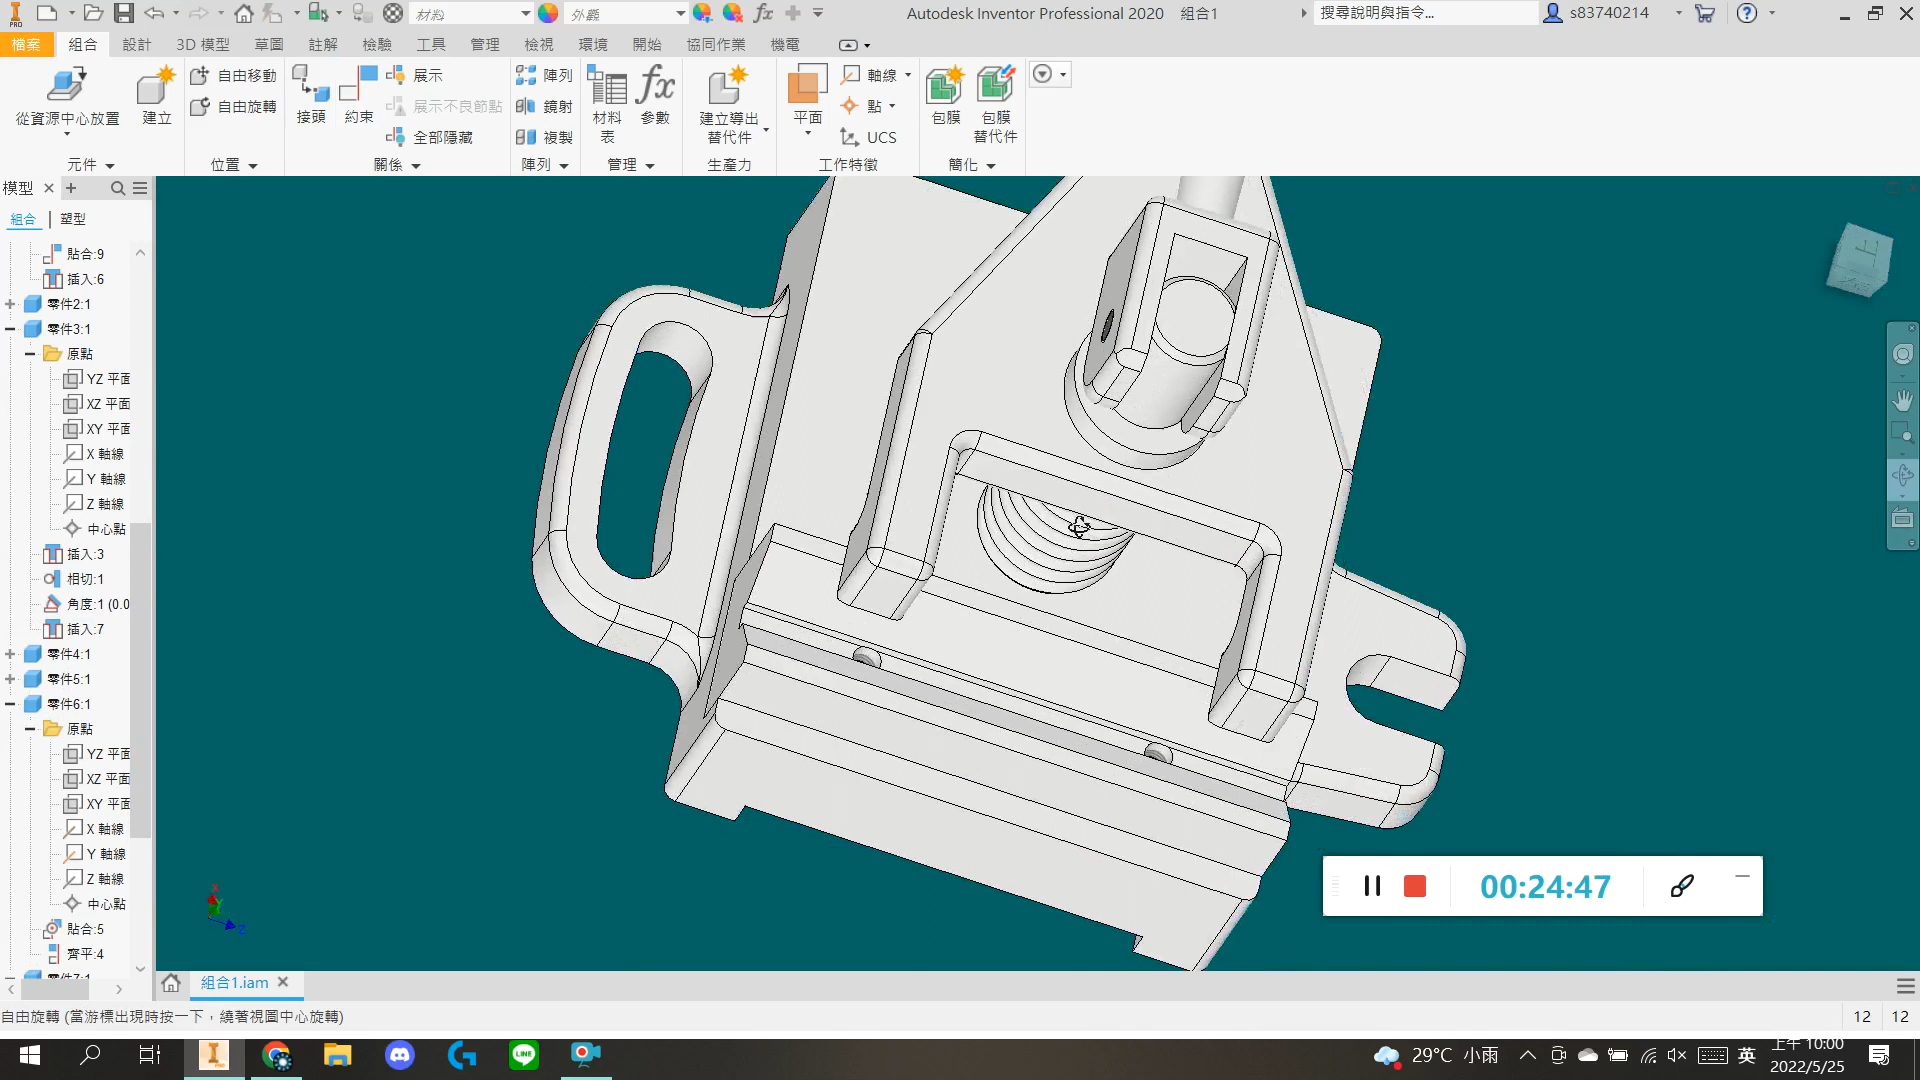 PRO
材料
外觀
Autodesk Inventor Professional 2020 組合1
搜尋說明與指令...
s83740214
檔案 組合 設計 3D 模型 草圖 註解 檢驗 工具 管理 檢視 環境 開始 協同作業 機電
從資源中心放置
建立
自由移動
自由旋轉
接頭
約束
展示
展示不良節點
全部隱藏
陣列
鏡射
複製
材料
表
參數
建立導出
替代件
平面
軸線
點
UCS
包膜
包膜
替代件
元件 位置 關係 陣列 管理 生產力 工作特徵 簡化
模型
組合 | 塑型
貼合:9
插入:6
零件2:1
零件3:1
原點
YZ 平面
XZ 平面
XY 平面
X 軸線
Y 軸線
Z 軸線
中心點
插入:3
相切:1
角度:1 (0.0
插入:7
零件4:1
零件5:1
零件6:1
原點
YZ 平面
XZ 平面
XY 平面
X 軸線
Y 軸線
Z 軸線
中心點
貼合:5
齊平:4
零件7:1
X
Y
Z
上
00:24:47
組合1.iam
自由旋轉 (當游標出現時按一下，繞著視圖中心旋轉)
12 12
LINE
29°C 小雨
英
上午 10:00
2022/5/25